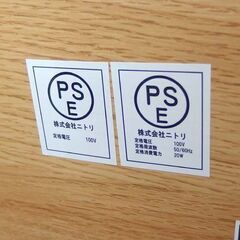 PS
E
株式会社ニトリ
定格電圧 100V
PS
E
株式会社ニトリ
定格電圧 100V
定格周波数 50/60Hz
定格消費電力 20W